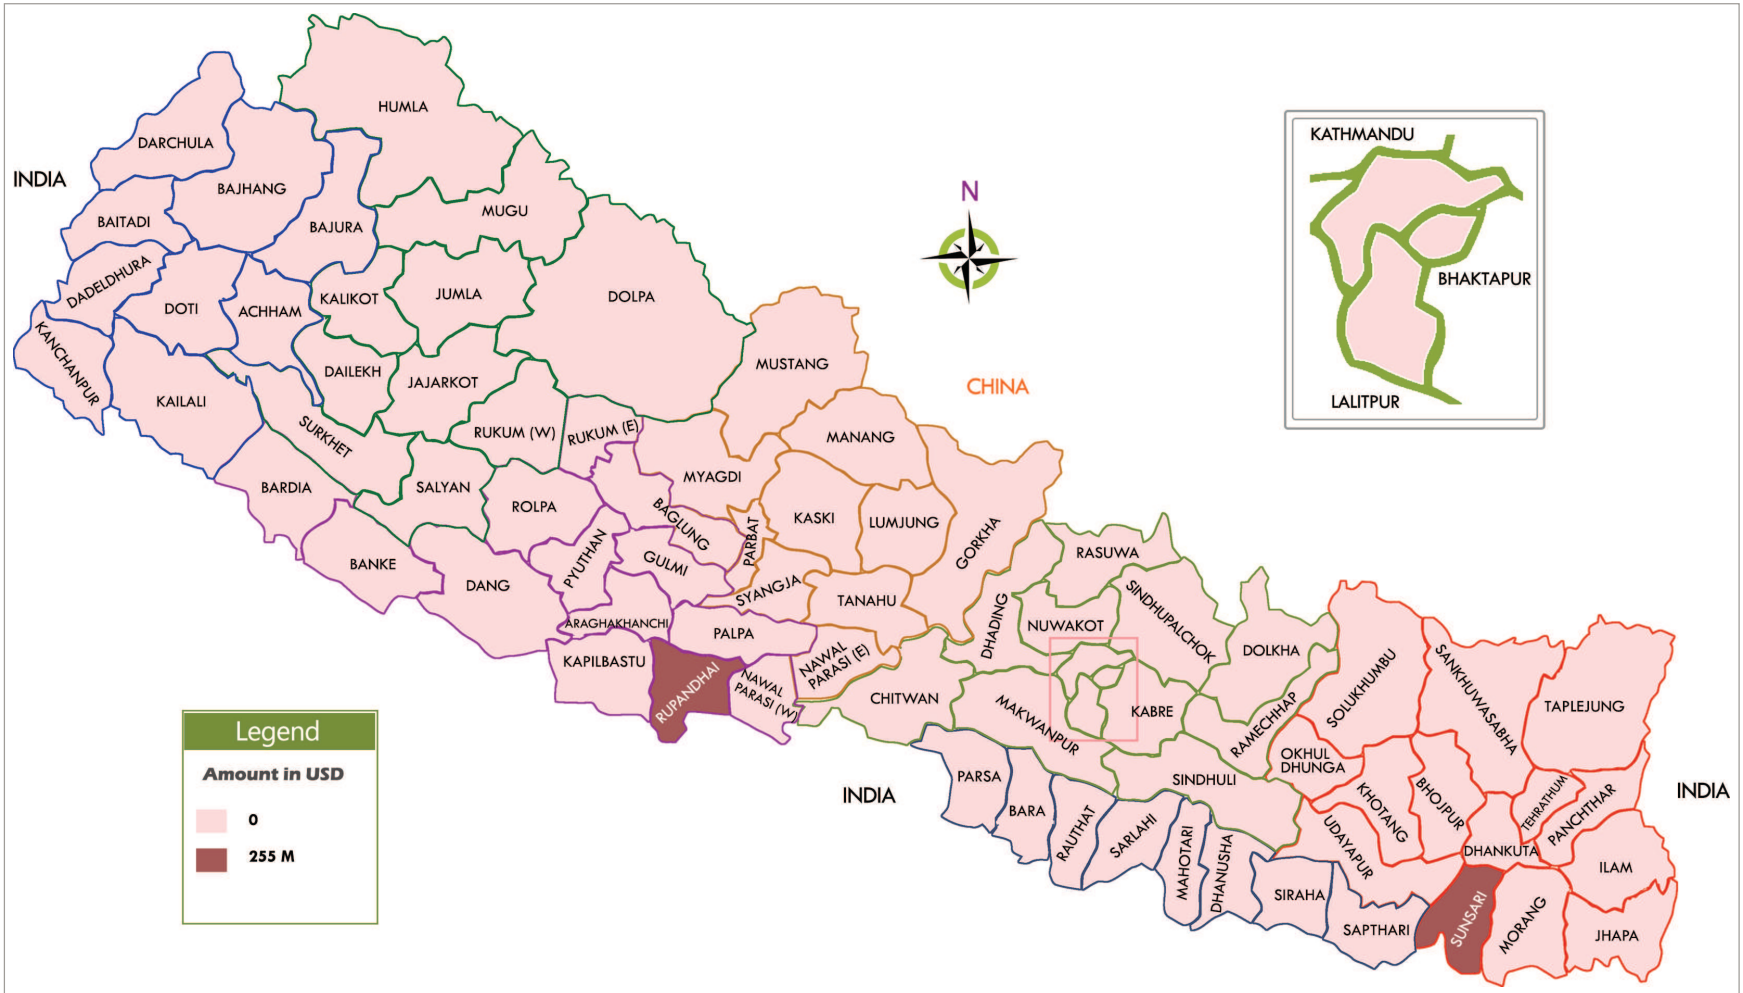 HUMLA
DARCHULA
INDIA
BAJHANG
BAITADI
BAJURA
MUGU
DADELDHURA
DOTI
ACHHAM
KALIKOT
JUMLA
DOLPA
KANCHANPUR
KAILALI
DAILEKH
JAJARKOT
MUSTANG
SURKHET
RUKUM (W)
RUKUM (E)
MANANG
BARDIA
SALYAN
ROLPA
MYAGDI
BAGLUNG
PARBAT
KASKI
LUMJUNG
GORKHA
BANKE
DANG
PYUTHAN
GULMI
SYANGJA
TANAHU
ARAGHAKHANCHI
PALPA
KAPILBASTU
RUPANDHAI
NAWAL
PARASI (W)
NAWAL
PARASI (E)
CHITWAN
N
CHINA
KATHMANDU
BHAKTAPUR
LALITPUR
RASUWA
DHADING
NUWAKOT
SINDHUPALCHOK
DOLKHA
MAKWANPUR
KABRE
RAMECHHAP
SOLUKHUMBU
SANKHUWASABHA
TAPLEJUNG
OKHUL
DHUNGA
SINDHULI
PARSA
BARA
RAUTHAT
SARLAHI
MAHOTARI
DHANUSHA
SIRAHA
SAPTHARI
UDAYAPUR
KHOTANG
BHOJPUR
TEHRATHUM
PANCHTHAR
DHANKUTA
ILAM
SUNSARI
MORANG
JHAPA
INDIA
INDIA
Legend
Amount in USD
0
255 M